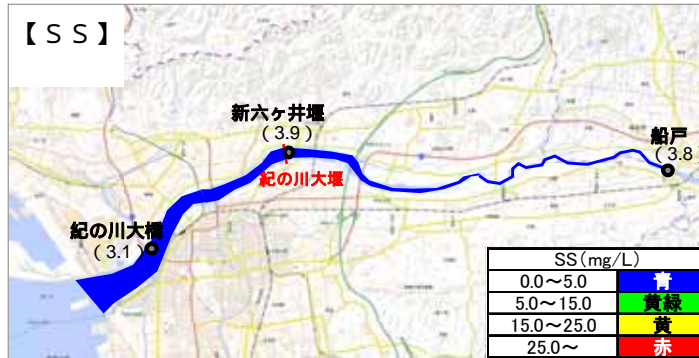 【ＳＳ】
新六ヶ井堰
（3.9）
船戸
（3.8
紀の川大堰
紀の川大橋
（3.1）
SS(mg/L)
0.0～5.0 青
5.0～15.0 黄緑
15.0～25.0 黄
25.0～ 赤